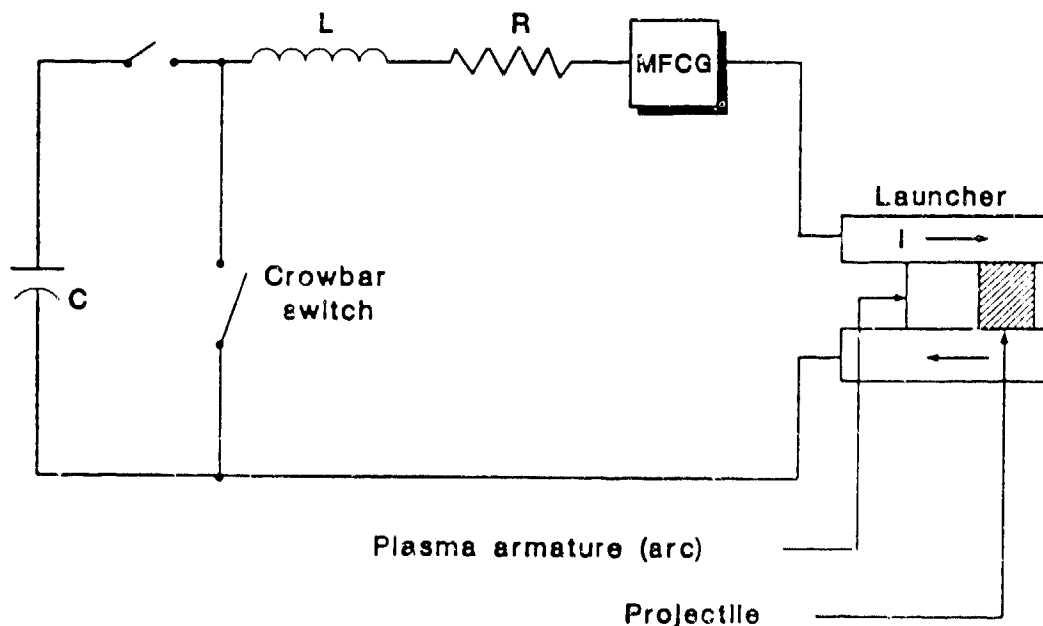 L
R
MFCG
Launcher
I
C
Crowbar
switch
Plasma armature (arc)
Projectile